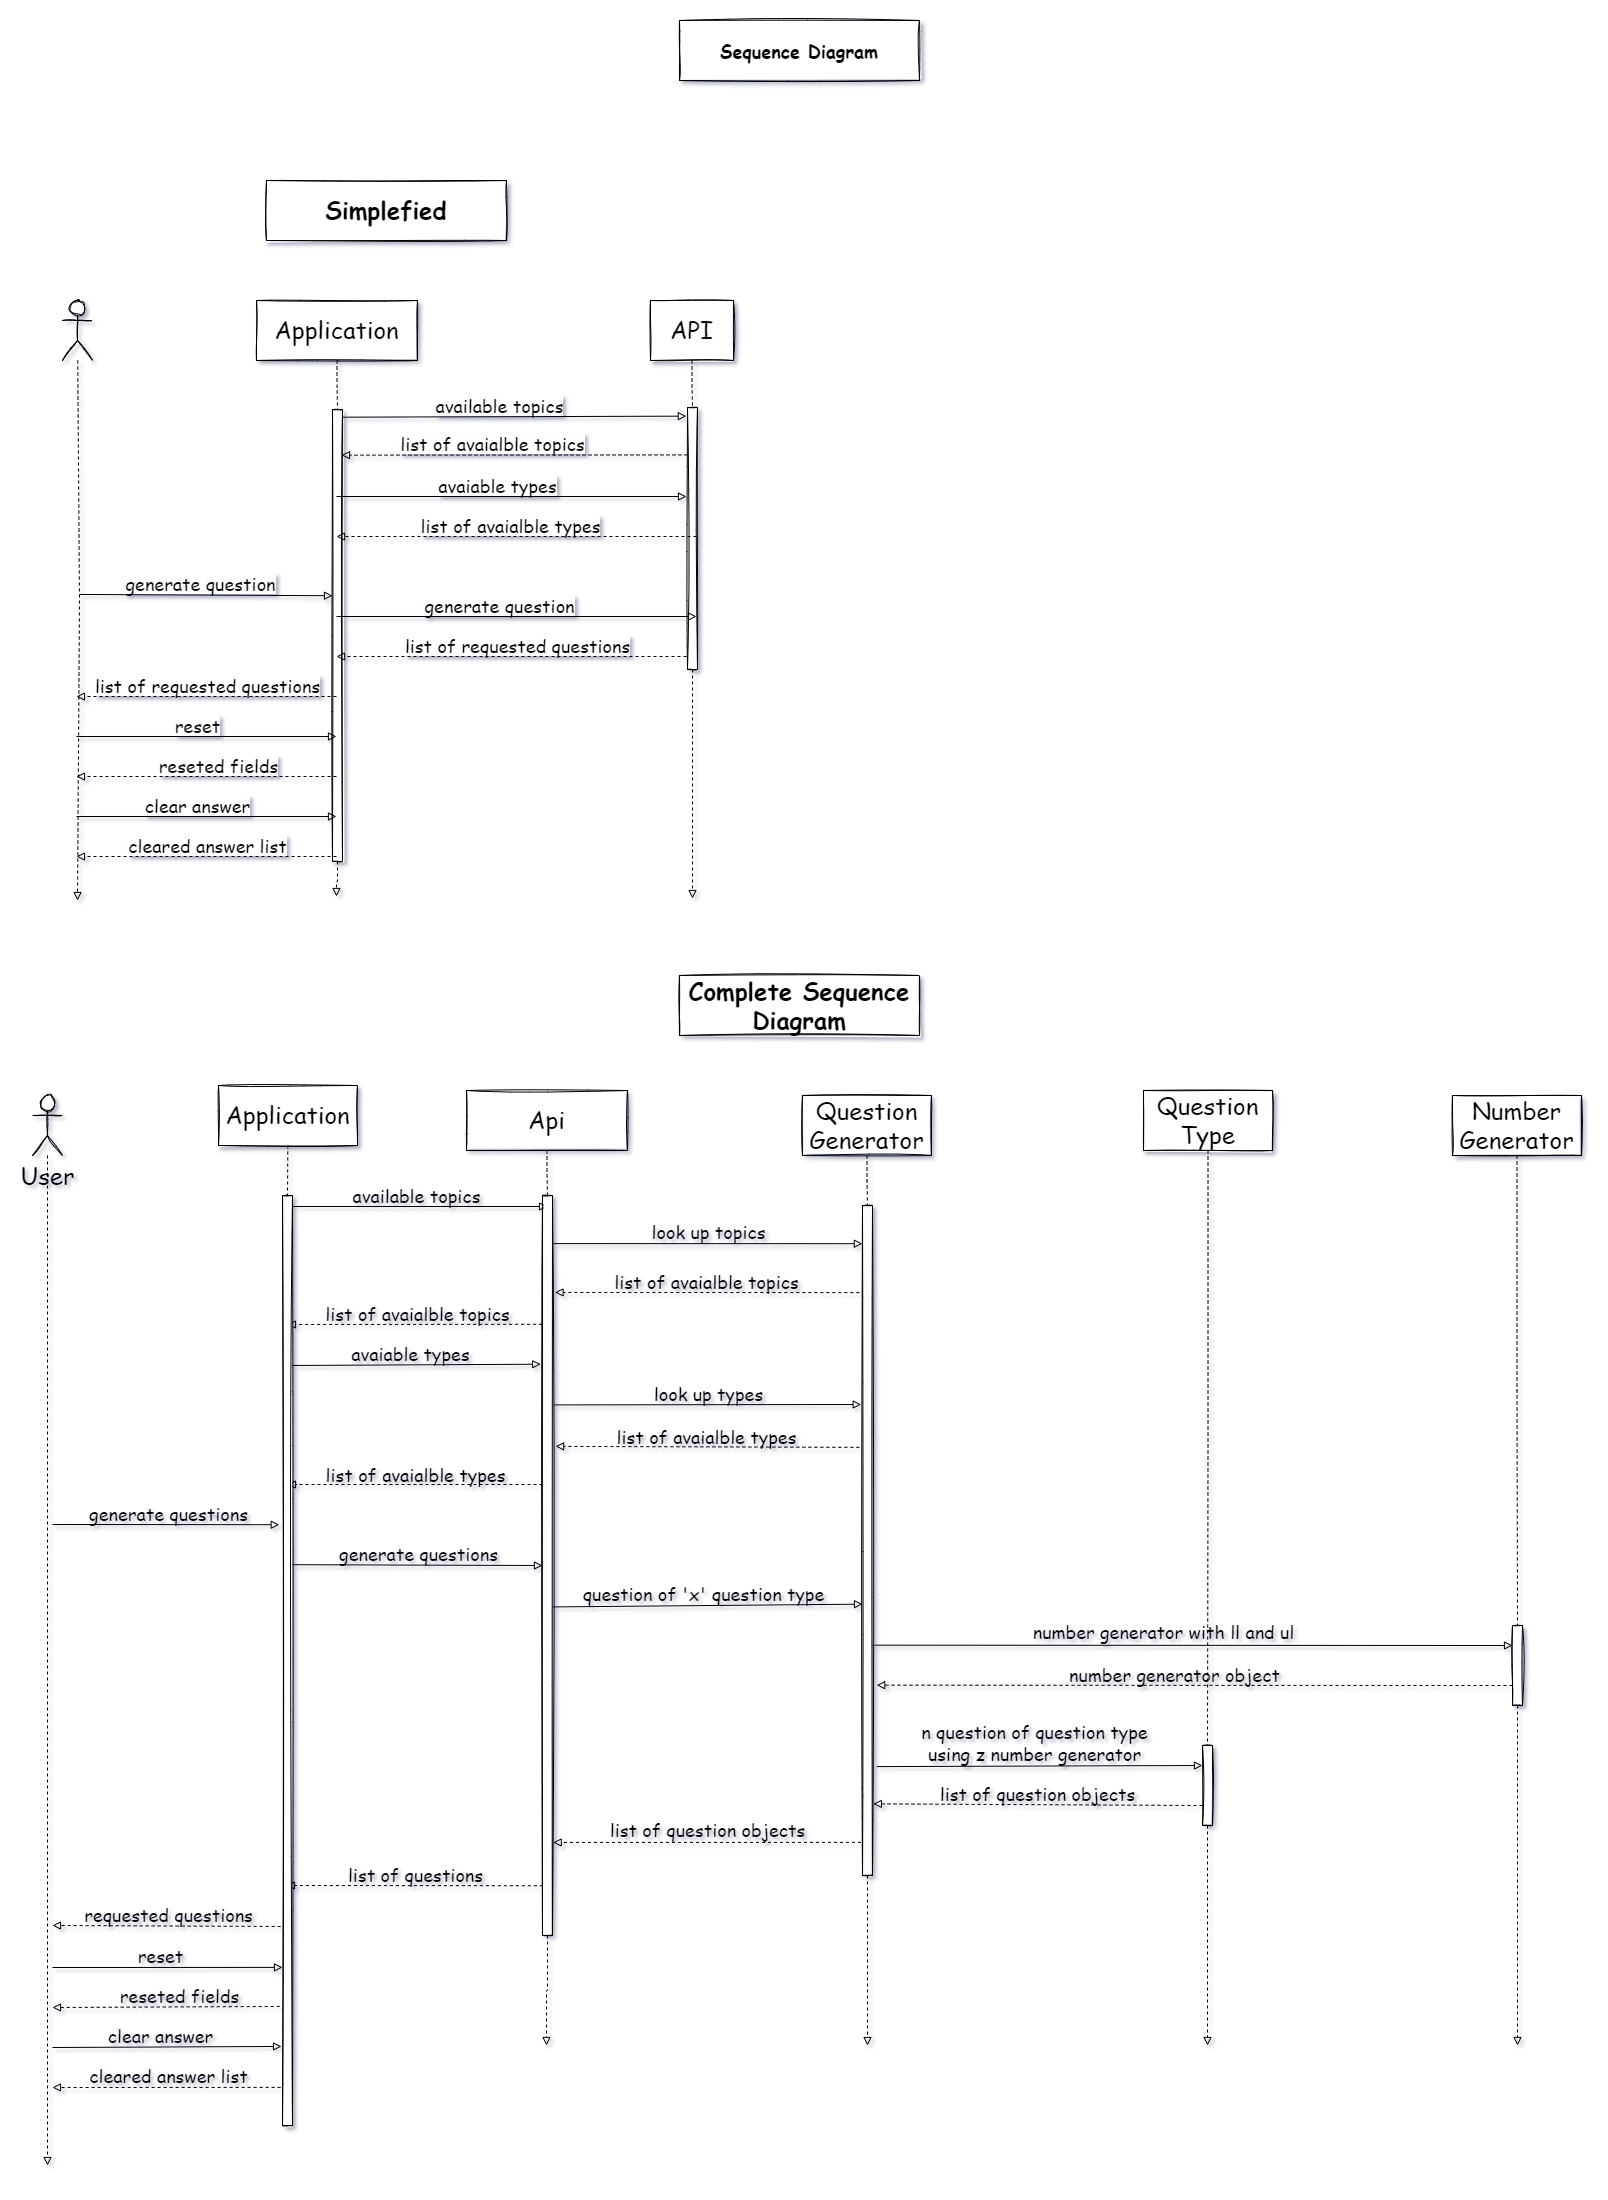 Sequence Diagram
Simplefied
Application
API
available topics
list of avaialble topics
avaiable types
list of avaialble types
generate question
generate question
list of requested questions
list of requested questions
reset
reseted fields
clear answer
cleared answer list
Complete Sequence
Diagram
User
Application
Api
Question
Generator
Question
Type
Number
Generator
available topics
look up topics
list of avaialble topics
list of avaialble topics
avaiable types
look up types
list of avaialble types
list of avaialble types
generate questions
generate questions
question of 'x' question type
number generator with ll and ul
number generator object
n question of question type
using z number generator
list of question objects
list of question objects
list of questions
requested questions
reset
reseted fields
clear answer
cleared answer list